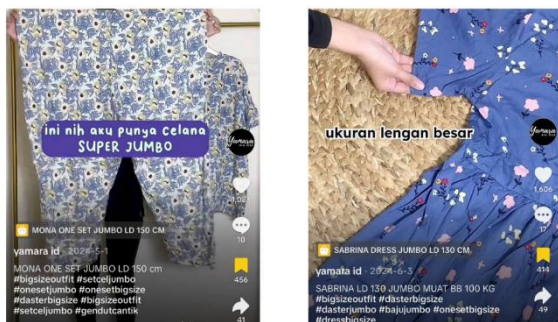 ini nih aku punya celana
SUPER JUMBO
Yamara
1,023
MONA ONE SET JUMBO LD 150 CM
10
yamara id · 2024-5-1
MONA ONE SET JUMBO LD 150 cm
#bigsizeoutfit #setceljumbo
#onesetjumbo #onesetbigsize
#dasterbigsize #bigsizeoutfit
#setceljumbo #gendutcantik
456
41
ukuran lengan besar
Yamara
1,606
SABRINA DRESS JUMBO LD 130 CM
17
yamara id · 2024-6-3
SABRINA LD 130 JUMBO MUAT BB 100 KG
#bigsizeoutfit #dasterbigsize
#dasterjumbo #bajujumbo #onesetbigsize
#dressbigsize
414
49